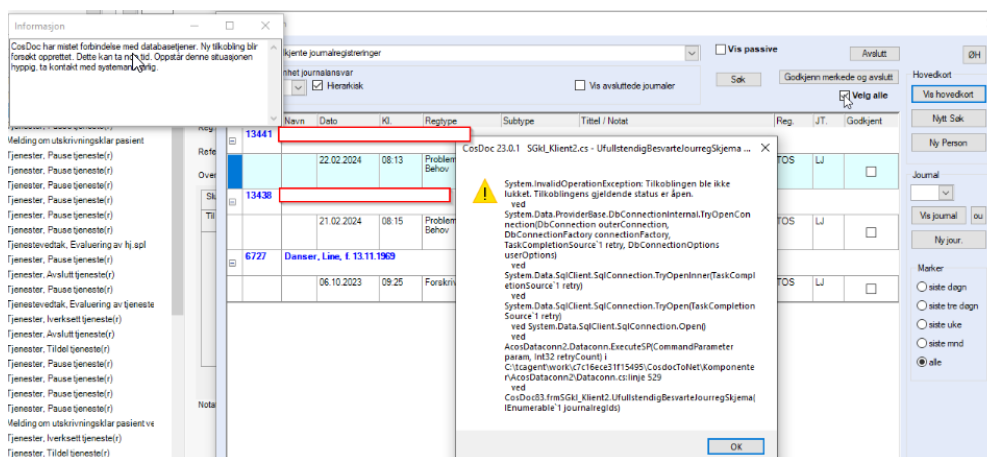 Informasjon
CosDoc har mistet forbindelse med databasetjener. Ny tilkobling blir
forsøkt opprettet. Dette kan ta noe tid. Oppstår denne situasjonen
hyppig, ta kontakt med systemansvarlig.
kjente journalregistreringer
Vis passive
Avslutt
ØH
nhet journalansvar
Hierarkisk
Vis avsluttede journaler
Søk
Godkjenn merkede og avslutt
Velg alle
Hovedkort
Vis hovedkort
Nytt Søk
Ny Person
Journal
Vis journal
ou
Ny jour.
Marker
siste døgn
siste tre døgn
siste uke
siste mnd
alle
Tjenester, Pause tjeneste(r)
Melding om utskrivningsklar pasient
Tjenester, Pause tjeneste(r)
Tjenester, Pause tjeneste(r)
Tjenester, Pause tjeneste(r)
Tjenester, Pause tjeneste(r)
Tjenester, Pause tjeneste(r)
Tjenestevedtak, Evaluering av hj.spl
Tjenester, Pause tjeneste(r)
Tjenester, Avslutt tjeneste(r)
Tjenester, Pause tjeneste(r)
Tjenestevedtak, Evaluering av tjeneste
Tjenester, Iverksett tjeneste(r)
Tjenester, Avslutt tjeneste(r)
Tjenester, Tildel tjeneste(r)
Tjenester, Pause tjeneste(r)
Tjenester, Pause tjeneste(r)
Tjenester, Pause tjeneste(r)
Tjenester, Pause tjeneste(r)
Tjenester, Pause tjeneste(r)
Melding om utskrivningsklar pasient ve
Tjenester, Iverksett tjeneste(r)
Tjenester, Tildel tjeneste(r)
Reg.
Refe
Over
Sk
Til
Nota
Navn Dato Kl. Regtype Subtype Tittel / Notat Reg. JT. Godkjent
13441
22.02.2024 08:13 Problem TOS LJ
Behov
13438
21.02.2024 08:15 Problem TOS LJ
Behov
6727 Danser, Line, f. 13.11.1969
06.10.2023 09:25 Forskriv TOS LJ
CosDoc 23.0.1 SGkl_Klient2.cs - UfullstendigBesvarteJourregSkjema ...
System.InvalidOperationException: Tilkoblingen ble ikke
lukket. Tilkoblingens gjeldende status er åpen.
ved
System.Data.ProviderBase.DbConnectionInternal.TryOpenCon
nection(DbConnection outerConnection,
DbConnectionFactory connectionFactory,
TaskCompletionSource`1 retry, DbConnectionOptions
userOptions)
ved
System.Data.SqlClient.SqlConnection.TryOpenInner(TaskCompl
etionSource`1 retry)
ved
System.Data.SqlClient.SqlConnection.TryOpen(TaskCompletion
Source`1 retry)
ved System.Data.SqlClient.SqlConnection.Open()
ved
AcosDataconn2.Dataconn.ExecuteSP(CommandParameter
param, Int32 retryCount) i
C:\tcagent\work\c7c16ece31f15495\CosdocToNet\Komponente
r\AcosDataconn2\Dataconn.cs:linje 529
ved
CosDoc83.frmSGkl_Klient2.UfullstendigBesvarteJourregSkjema(
IEnumerable`1 journalregIds)
OK